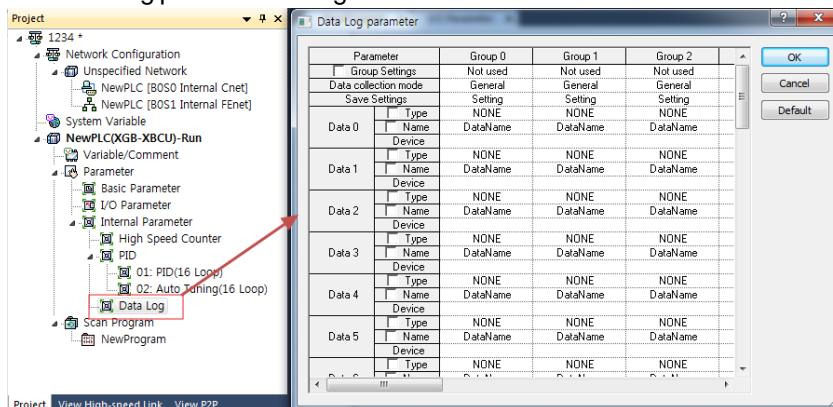 Project
1234 *
Network Configuration
Unspecified Network
NewPLC [B0S0 Internal Cnet]
NewPLC [B0S1 Internal FEnet]
System Variable
NewPLC(XGB-XBCU)-Run
Variable/Comment
Parameter
Basic Parameter
I/O Parameter
Internal Parameter
High Speed Counter
PID
01: PID(16 Loop)
02: Auto Tuning(16 Loop)
Data Log
Scan Program
NewProgram
Project View High-speed Link View P2P
Data Log parameter
Parameter Group 0 Group 1 Group 2
Group Settings Not used Not used Not used
Data collection mode General General General
Save Settings Setting Setting Setting
Data 0 Type NONE NONE NONE
Name DataName DataName DataName
Device
Data 1 Type NONE NONE NONE
Name DataName DataName DataName
Device
Data 2 Type NONE NONE NONE
Name DataName DataName DataName
Device
Data 3 Type NONE NONE NONE
Name DataName DataName DataName
Device
Data 4 Type NONE NONE NONE
Name DataName DataName DataName
Device
Data 5 Type NONE NONE NONE
Name DataName DataName DataName
Device
Type NONE NONE NONE
OK
Cancel
Default